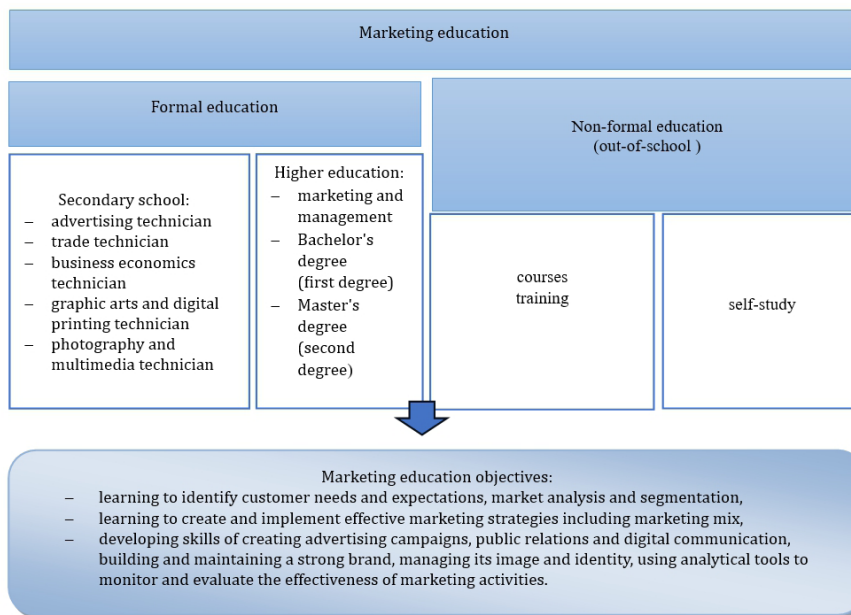 Marketing education
Formal education
Non-formal education
(out-of-school )
Secondary school:
– advertising technician
– trade technician
– business economics
technician
– graphic arts and digital
printing technician
– photography and
multimedia technician
Higher education:
– marketing and
management
– Bachelor's
degree
(first degree)
– Master's
degree
(second
degree)
courses
training
self-study
Marketing education objectives:
– learning to identify customer needs and expectations, market analysis and segmentation,
– learning to create and implement effective marketing strategies including marketing mix,
– developing skills of creating advertising campaigns, public relations and digital communication,
building and maintaining a strong brand, managing its image and identity, using analytical tools to
monitor and evaluate the effectiveness of marketing activities.